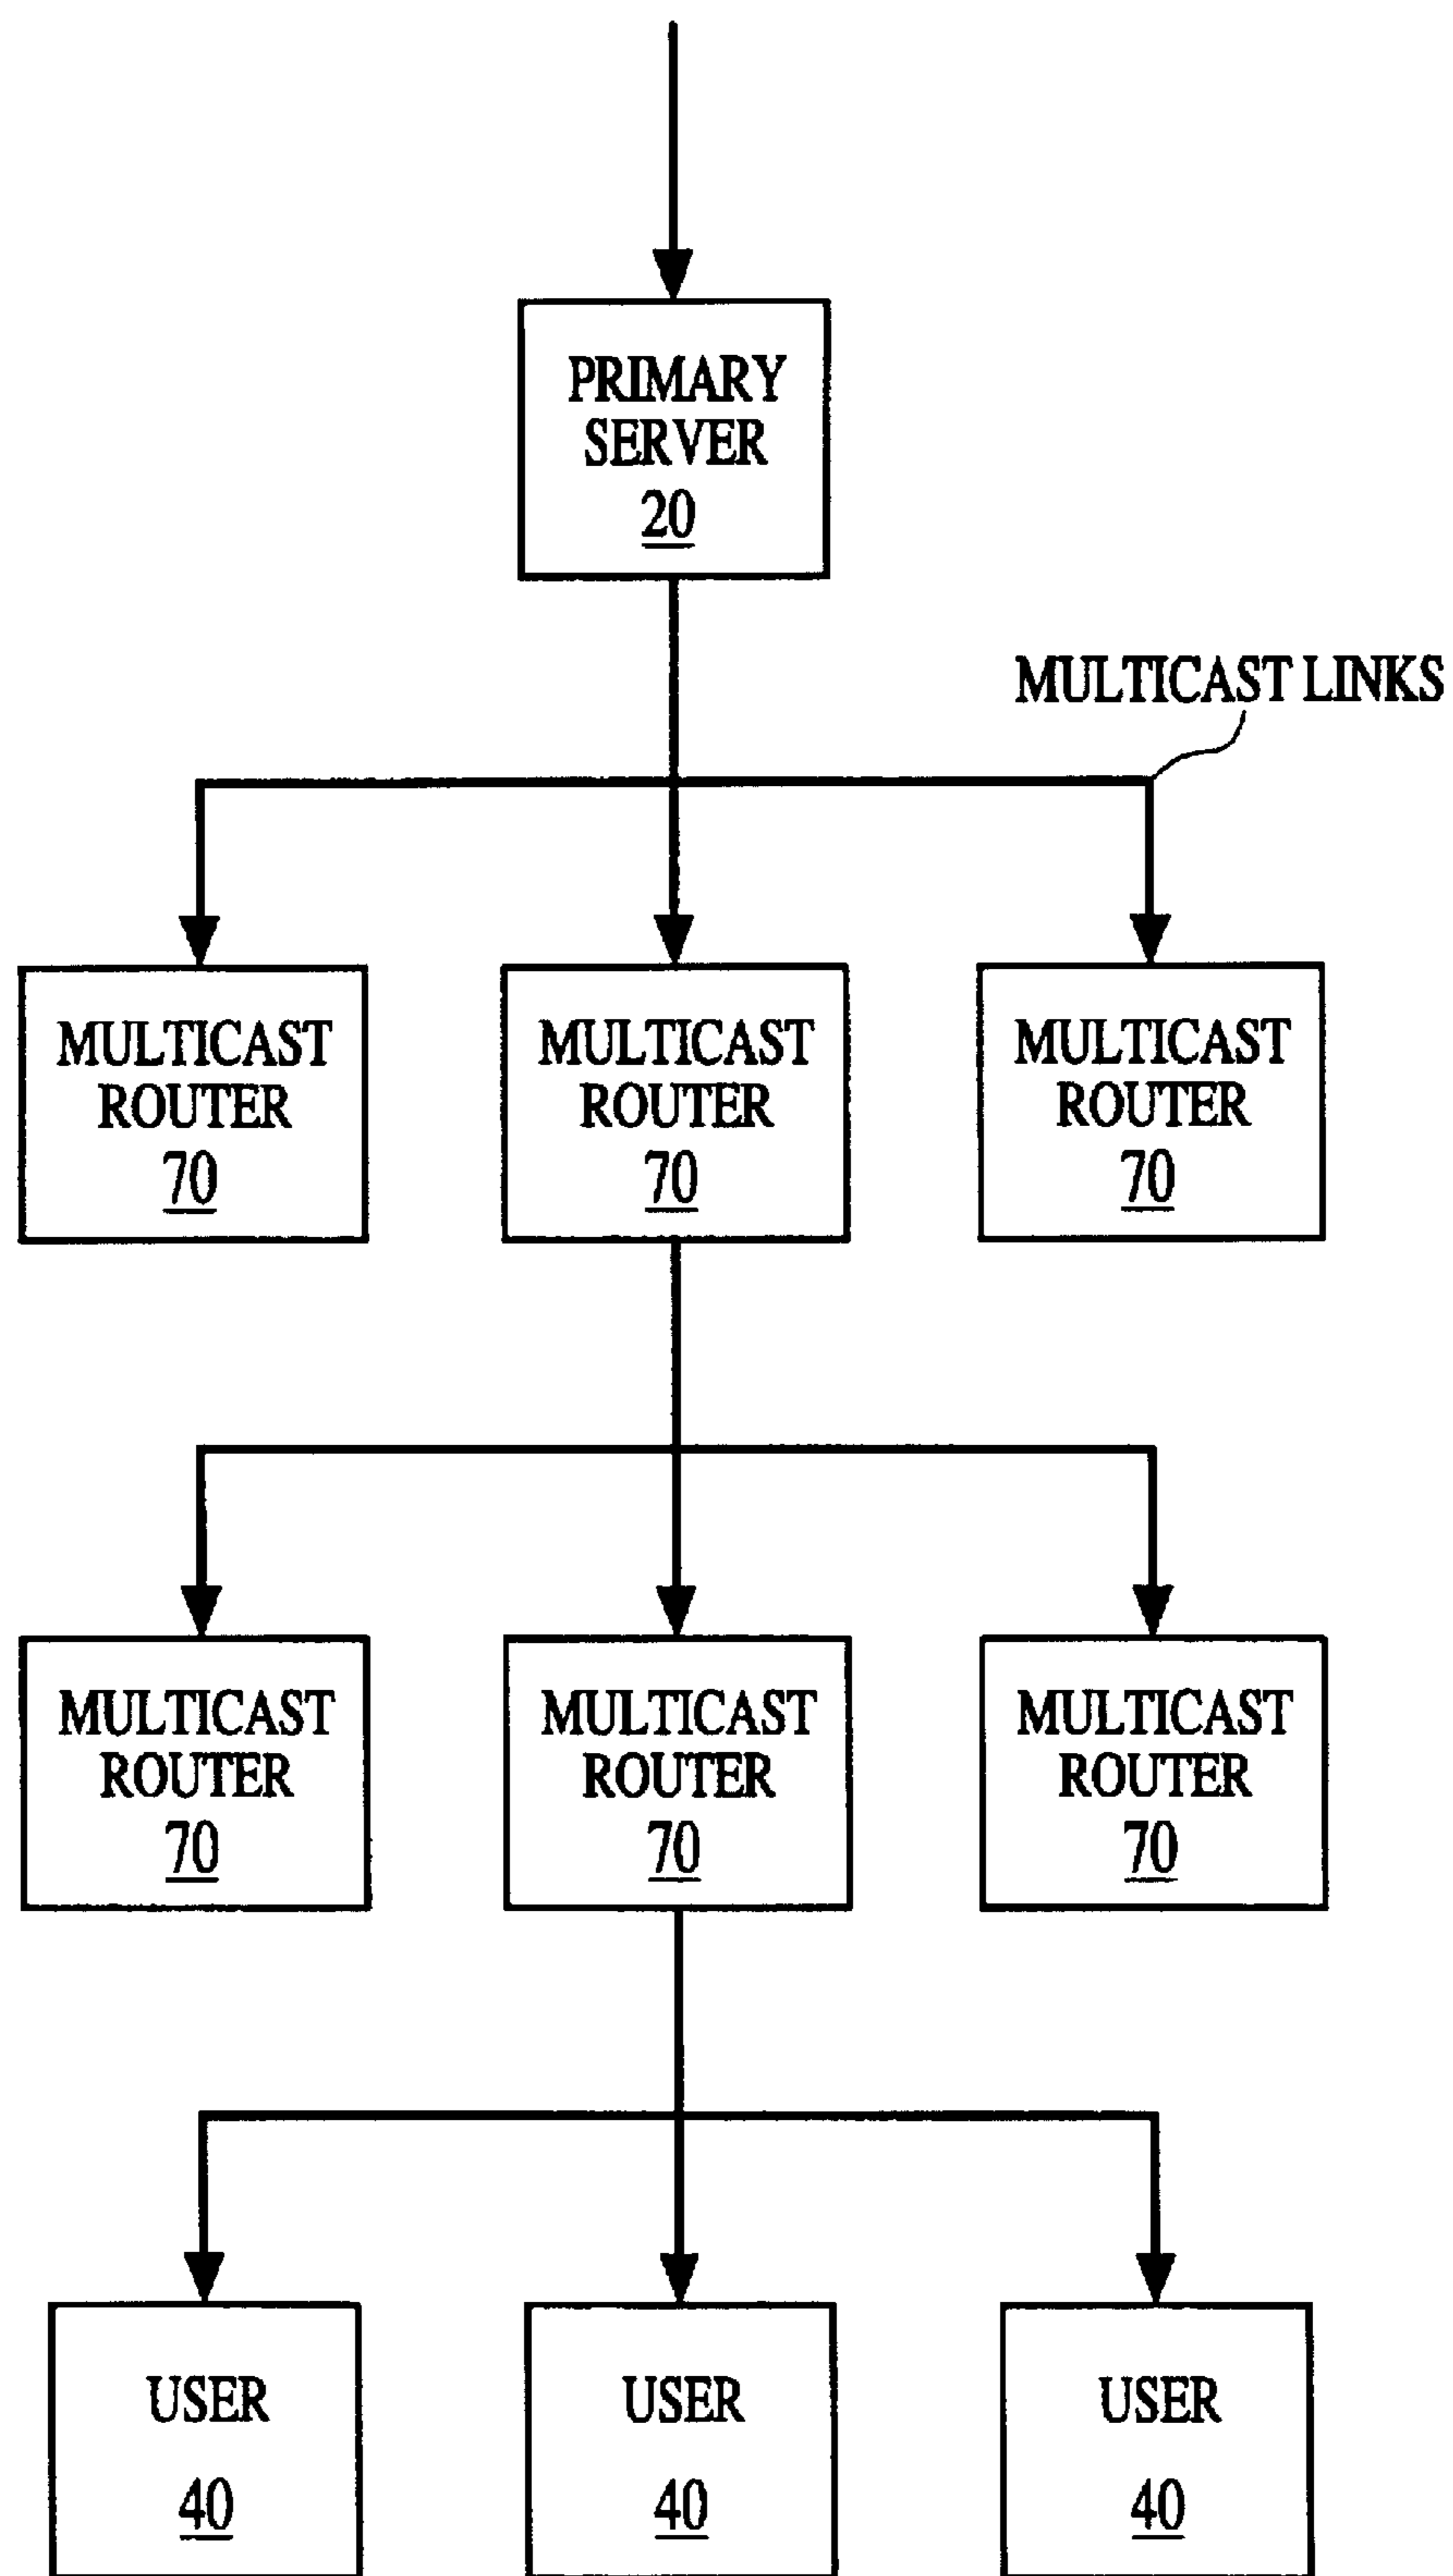 PRIMARY
SERVER
20
MULTICAST LINKS
MULTICAST
ROUTER
70
MULTICAST
ROUTER
70
MULTICAST
ROUTER
70
MULTICAST
ROUTER
70
MULTICAST
ROUTER
70
MULTICAST
ROUTER
70
USER
40
USER
40
USER
40